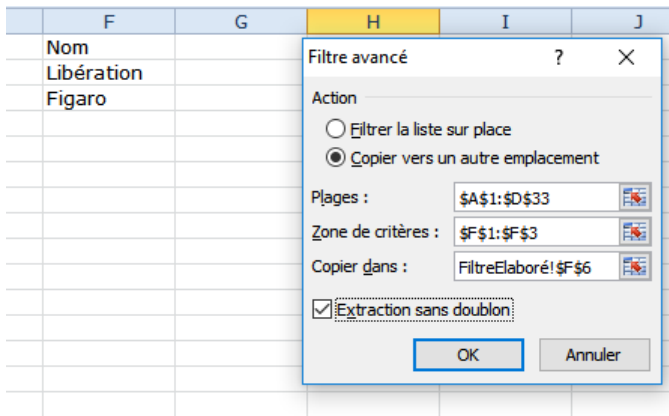 F G H I J
Nom
Libération
Figaro
Filtre avancé ? X
Action
Filtrer la liste sur place
Copier vers un autre emplacement
Plages : $A$1:$D$33
Zone de critères : $F$1:$F$3
Copier dans : FiltreElaboré!$F$6
Extraction sans doublon
OK Annuler